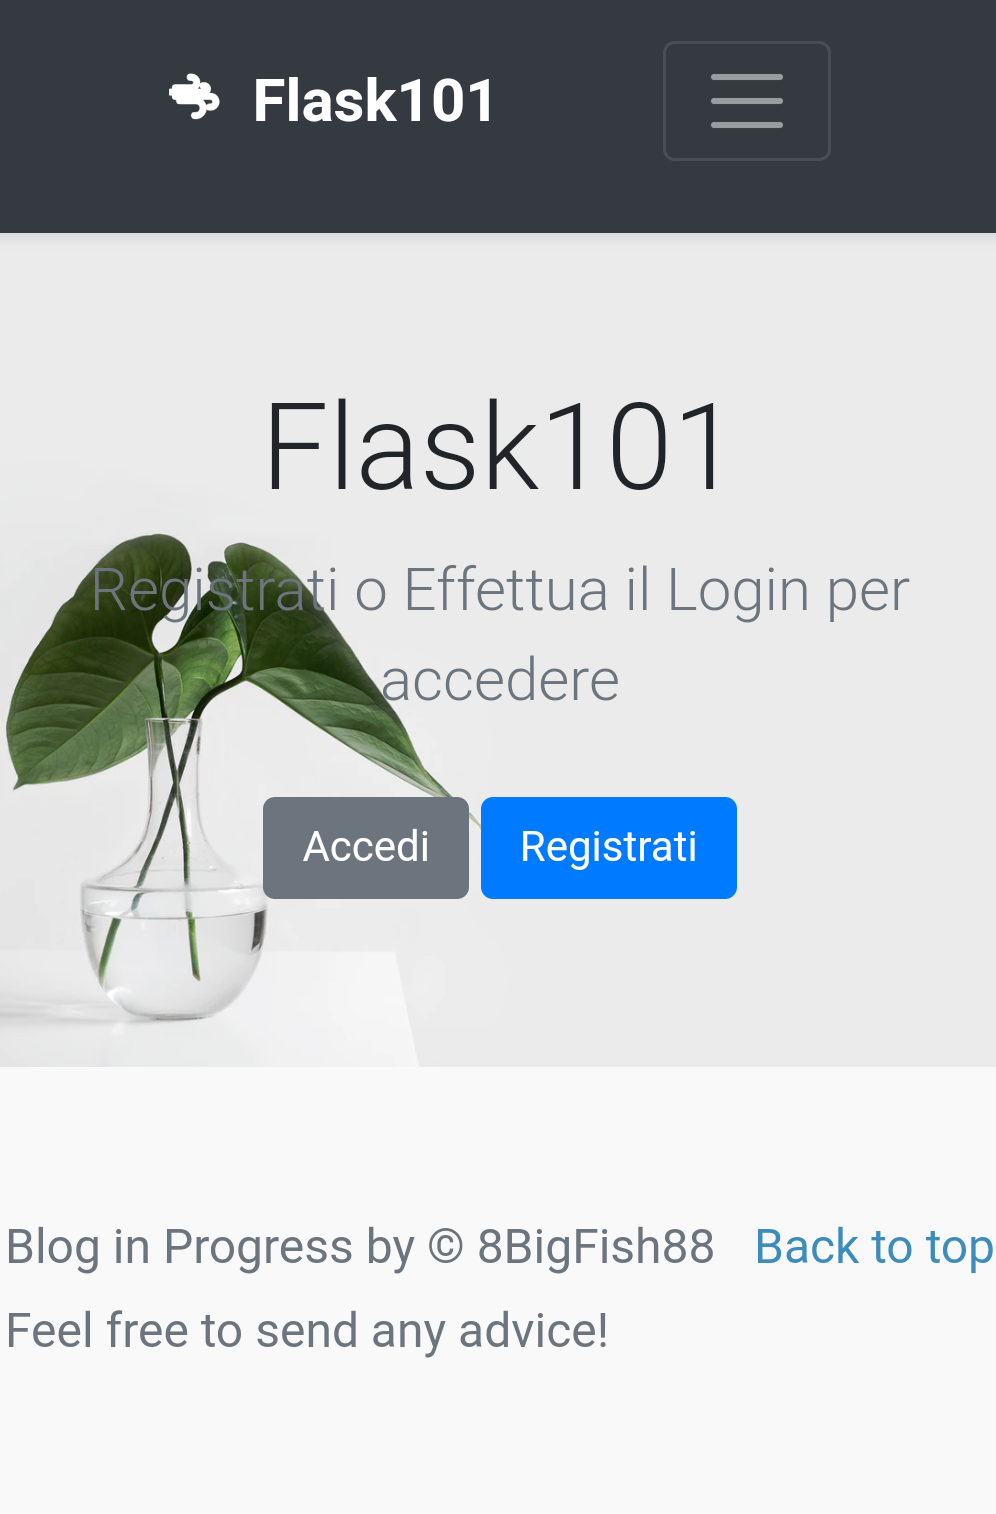 Flask101
Flask101
Registrati o Effettua il Login per
accedere
Accedi
Registrati
Blog in Progress by © 8BigFish88
Back to top
Feel free to send any advice!